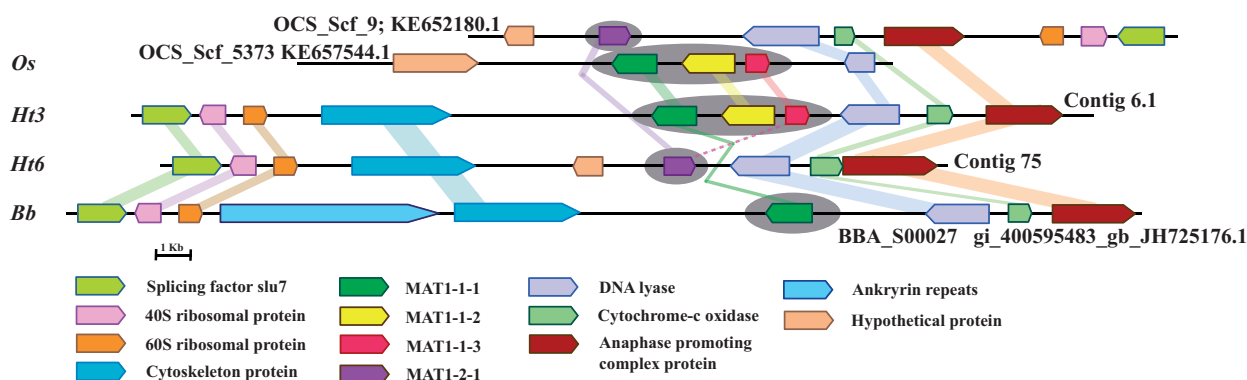 OCS_Scf_9; KE652180.1
OCS_Scf_5373 KE657544.1
Os
Ht3
Contig 6.1
Ht6
Contig 75
Bb
BBA_S00027 gi_400595483_gb_JH725176.1
1 Kb
Splicing factor slu7
MAT1-1-1
DNA lyase
Ankryrin repeats
40S ribosomal protein
MAT1-1-2
Cytochrome-c oxidase
Hypothetical protein
60S ribosomal protein
MAT1-1-3
Anaphase promoting
complex protein
Cytoskeleton protein
MAT1-2-1